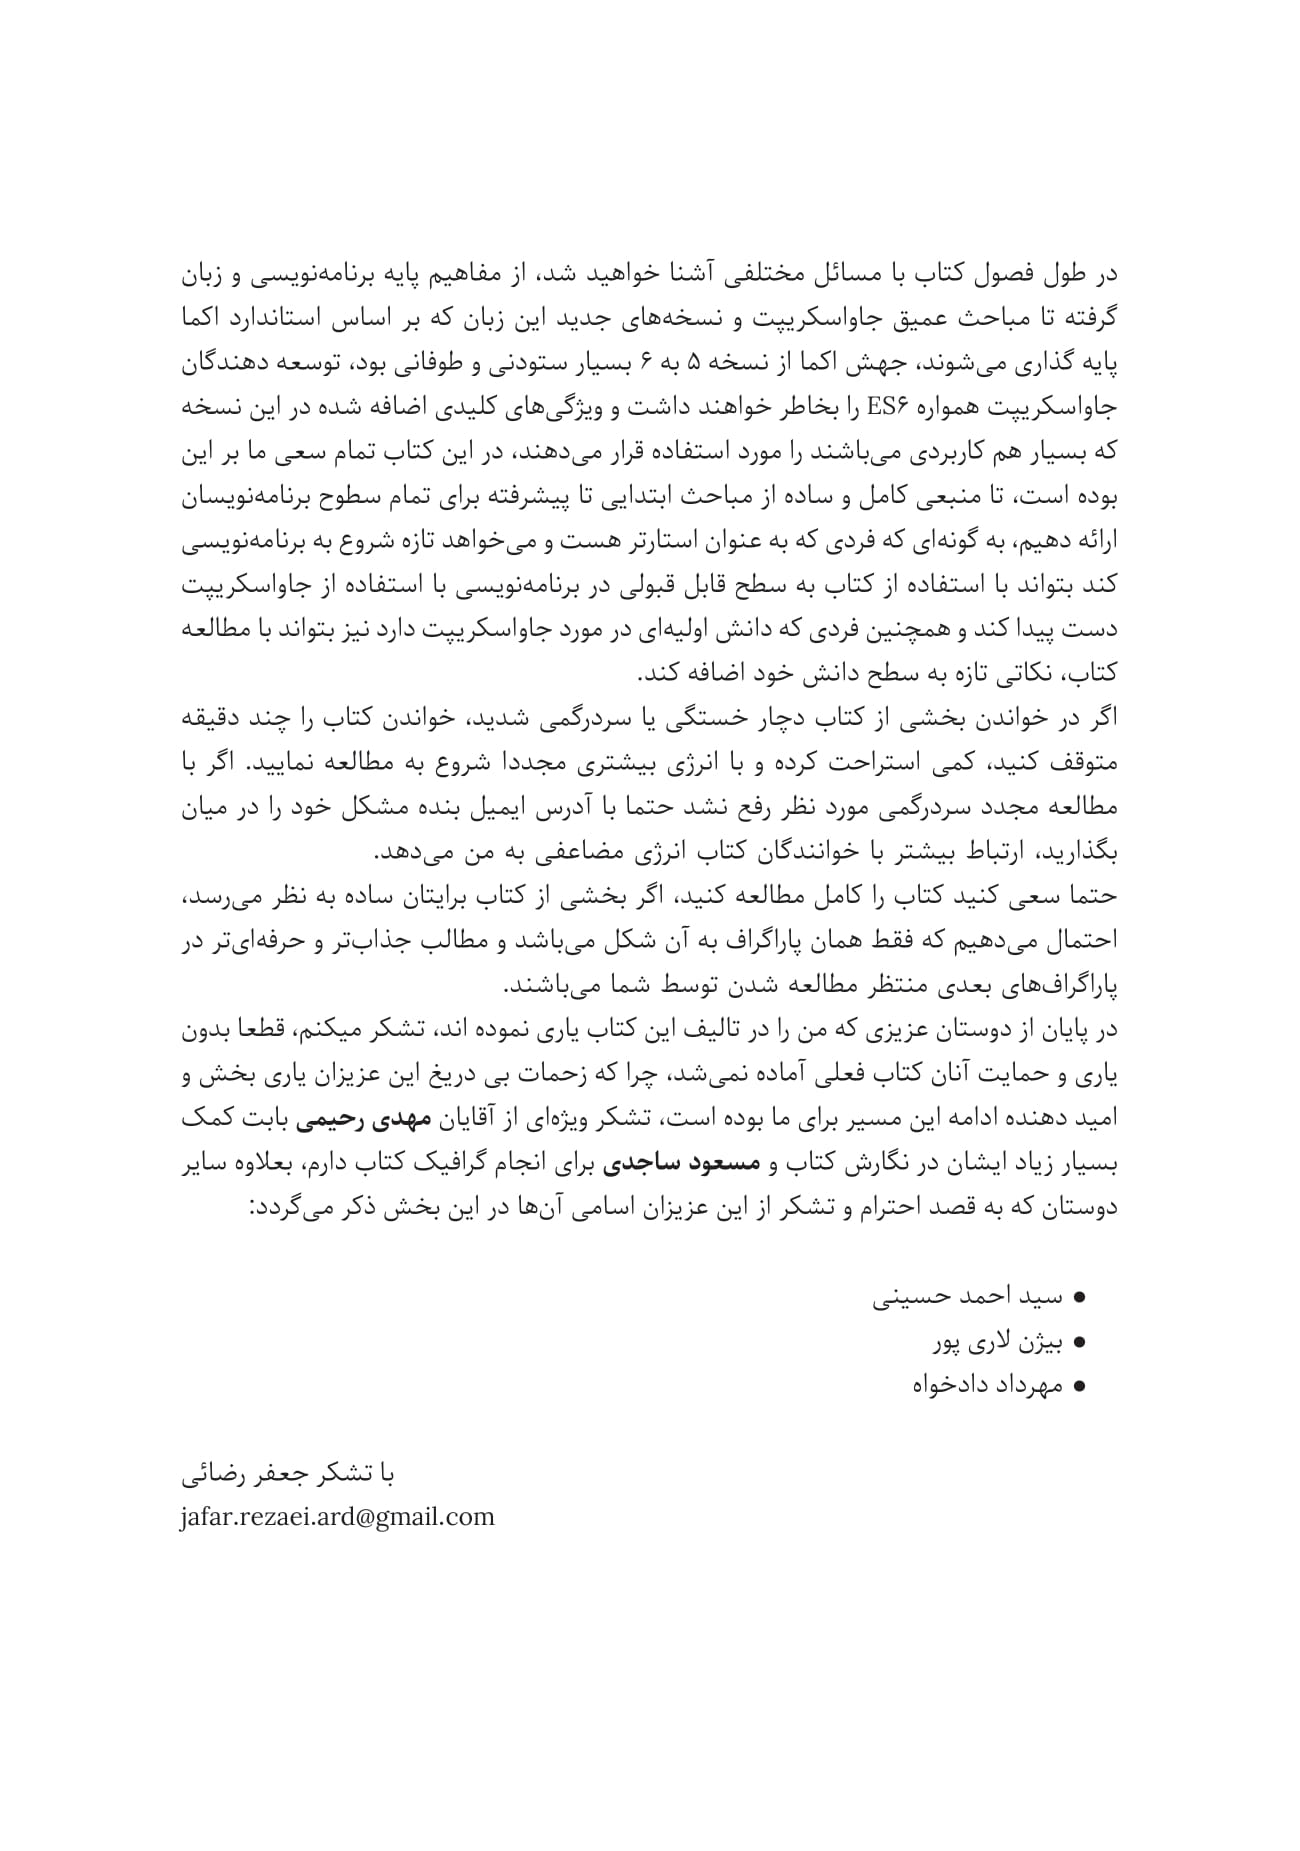 در طول فصول کتاب با مسائل مختلفی آشنا خواهید شد، از مفاهیم پایه برنامه‌نویسی و زبان
گرفته تا مباحث عمیق جاواسکریپت و نسخه‌های جدید این زبان که بر اساس استاندارد اکما
پایه گذاری می‌شوند، جهش اکما از نسخه ۵ به ۶ بسیار ستودنی و طوفانی بود، توسعه دهندگان
جاواسکریپت همواره ES۶ را بخاطر خواهند داشت و ویژگی‌های کلیدی اضافه شده در این نسخه
که بسیار هم کاربردی می‌باشند را مورد استفاده قرار می‌دهند، در این کتاب تمام سعی ما بر این
بوده است، تا منبعی کامل و ساده از مباحث ابتدایی تا پیشرفته برای تمام سطوح برنامه‌نویسان
ارائه دهیم، به گونه‌ای که فردی که به عنوان استارتر هست و می‌خواهد تازه شروع به برنامه‌نویسی
کند بتواند با استفاده از کتاب به سطح قابل قبولی در برنامه‌نویسی با استفاده از جاواسکریپت
دست پیدا کند و همچنین فردی که دانش اولیه‌ای در مورد جاواسکریپت دارد نیز بتواند با مطالعه
کتاب، نکاتی تازه به سطح دانش خود اضافه کند.
اگر در خواندن بخشی از کتاب دچار خستگی یا سردرگمی شدید، خواندن کتاب را چند دقیقه
متوقف کنید، کمی استراحت کرده و با انرژی بیشتری مجددا شروع به مطالعه نمایید. اگر با
مطالعه مجدد سردرگمی مورد نظر رفع نشد حتما با آدرس ایمیل بنده مشکل خود را در میان
بگذارید، ارتباط بیشتر با خوانندگان کتاب انرژی مضاعفی به من می‌دهد.
حتما سعی کنید کتاب را کامل مطالعه کنید، اگر بخشی از کتاب برایتان ساده به نظر می‌رسد،
احتمال می‌دهیم که فقط همان پاراگراف به آن شکل می‌باشد و مطالب جذاب‌تر و حرفه‌ای‌تر در
پاراگراف‌های بعدی منتظر مطالعه شدن توسط شما می‌باشند.
در پایان از دوستان عزیزی که من را در تالیف این کتاب یاری نموده اند، تشکر میکنم، قطعا بدون
یاری و حمایت آنان کتاب فعلی آماده نمی‌شد، چرا که زحمات بی دریغ این عزیزان یاری بخش و
امید دهنده ادامه این مسیر برای ما بوده است، تشکر ویژه‌ای از آقایان مهدی رحیمی بابت کمک
بسیار زیاد ایشان در نگارش کتاب و مسعود ساجدی برای انجام گرافیک کتاب دارم، بعلاوه سایر
دوستان که به قصد احترام و تشکر از این عزیزان اسامی آن‌ها در این بخش ذکر می‌گردد:
● سید احمد حسینی
● بیژن لاری پور
● مهرداد دادخواه
با تشکر جعفر رضائی
jafar.rezaei.ard@gmail.com